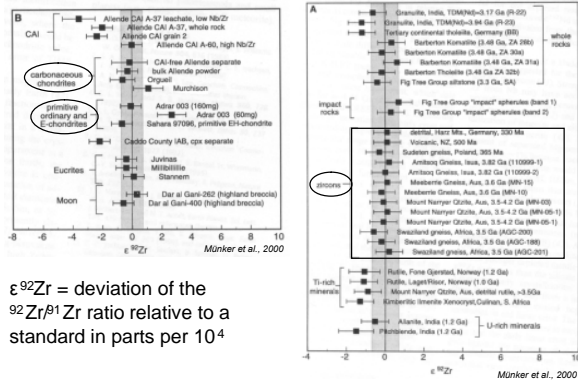 B
CAI
Allende CAI A-37 leachate, low Nb/Zr
Allende CAI A-37, whole rock
Allende CAI grain 2
Allende CAI A-60, high Nb/Zr
carbonaceous
chondrites
CAI-free Allende separate
bulk Allende powder
Orgueil
Murchison
primitive
ordinary and
E-chondrites
Adrar 003 (160mg)
Adrar 003 (60mg)
Sahara 97096, primitive EH-chondrite
Caddo County IAB, cpx separate
Eucrites
Juvinas
Millibillillie
Stannern
Moon
Dar al Gani-262 (highland breccia)
Dar al Gani-400 (highland breccia)
-8 -6 -4 -2 0 2 4 6 8
ε 92Zr
Münker et al., 2000
ε92Zr = deviation of the
92Zr/91Zr ratio relative to a
standard in parts per 104
A
Granulite, India, TDM(Nd)=3.17 Ga (R-22)
Granulite, India, TDM(Nd)=3.94 Ga (R-23)
Tertiary continental tholeiite, Germany (BB)
Barberton Komatiite (3.48 Ga, ZA 26B)
Barberton Komatiite (3.48 Ga, ZA 30a)
Barberton Komatiite (3.48 Ga, ZA 31a)
Barberton Tholeiite (3.48 Ga, ZA 32b)
Fig Tree Group siltstone (3.3 Ga, SA)
whole
rocks
impact
rocks
Fig Tree Group "impact" spherules (band 1)
Fig Tree Group "impact" spherules (band 2)
zircons
detrital, Harz Mts., Germany, 330 Ma
Volcanic, NZ, 500 Ma
Sudetan gneiss, Poland, 365 Ma
Amitsoq Gneiss, Isua, 3.82 Ga (110999-1)
Amitsoq Gneiss, Isua, 3.82 Ga (110999-2)
Meeberrie Gneiss, Aus, 3.6 Ga (MN-15)
Meeberrie Gneiss, Aus, 3.6 Ga (MN-10)
Mount Narryer Qtzite, Aus, 3.5-4.2 Ga (MN-03)
Mount Narryer Qtzite, Aus, 3.5-4.2 Ga (MN-05-1)
Mount Narryer Qtzite, Aus, 3.5-4.2 Ga (MN-05-1)
Swaziland gneiss, Africa, 3.5 Ga (AGC-200)
Swaziland gneiss, Africa, 3.5 Ga (AGC-188)
Swaziland gneiss, Africa, 3.5 Ga (AGC-201)
Ti-rich
minerals
Rutile, Fone Gjerstad, Norway (1.2 Ga)
Rutile, Laget/Risor, Norway (1.0 Ga)
Mount Narryer Qtzite, Aus, detrital rutile, >3.5Ga
Kimberlitic Ilmenite Xenocryst, Culinan, S. Africa
Allanite, India (1.2 Ga)
India (1.2 Ga)
U-rich minerals
-4 -2 0 2 4 6 8 10
ε 92Zr
Münker et al., 2000